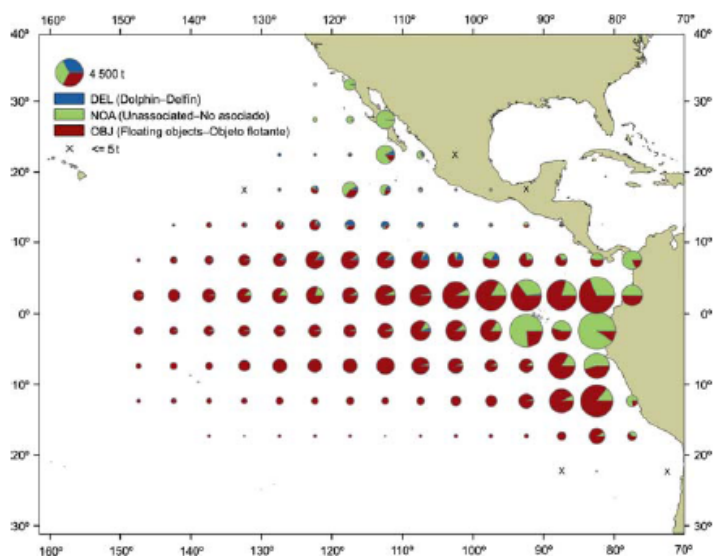 160° 150° 140° 130° 120° 110° 100° 90° 80° 70°
40° 40°
4 500 t
DEL (Dolphin–Delfín)
NOA (Unassociated–No asociado)
OBJ (Floating objects–Objeto flotante)
x <= 5 t
30° 30°
x
20° 20°
x x
10° 10°
0° 0°
10° 10°
20° 20°
x x
30° 30°
160° 150° 140° 130° 120° 110° 100° 90° 80° 70°